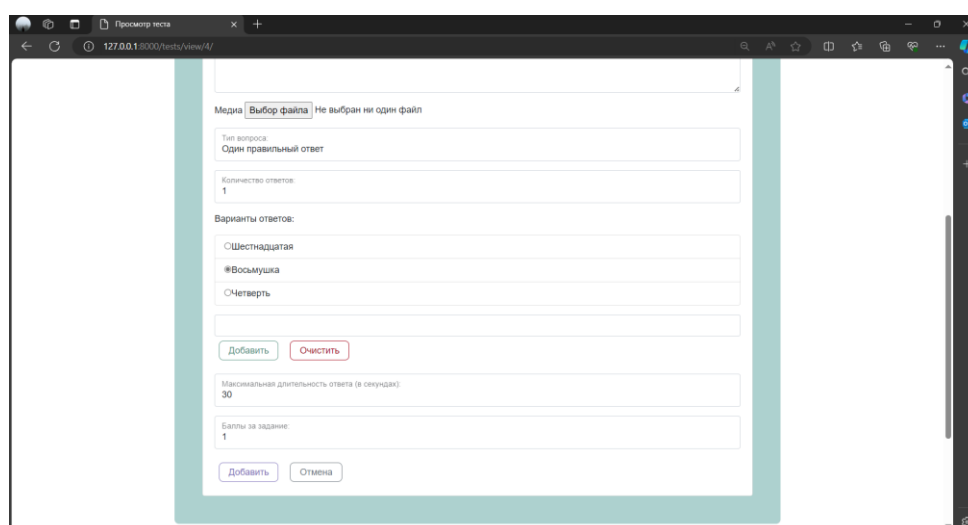 Просмотр теста
127.0.0.1:8000/tests/view/4/
Медиа Выбор файла Не выбран ни один файл
Тип вопроса:
Один правильный ответ
Количество ответов:
1
Варианты ответов:
Шестнадцатая
Восьмушка
Четверть
Добавить Очистить
Максимальная длительность ответа (в секундах):
30
Баллы за задание:
1
Добавить Отмена